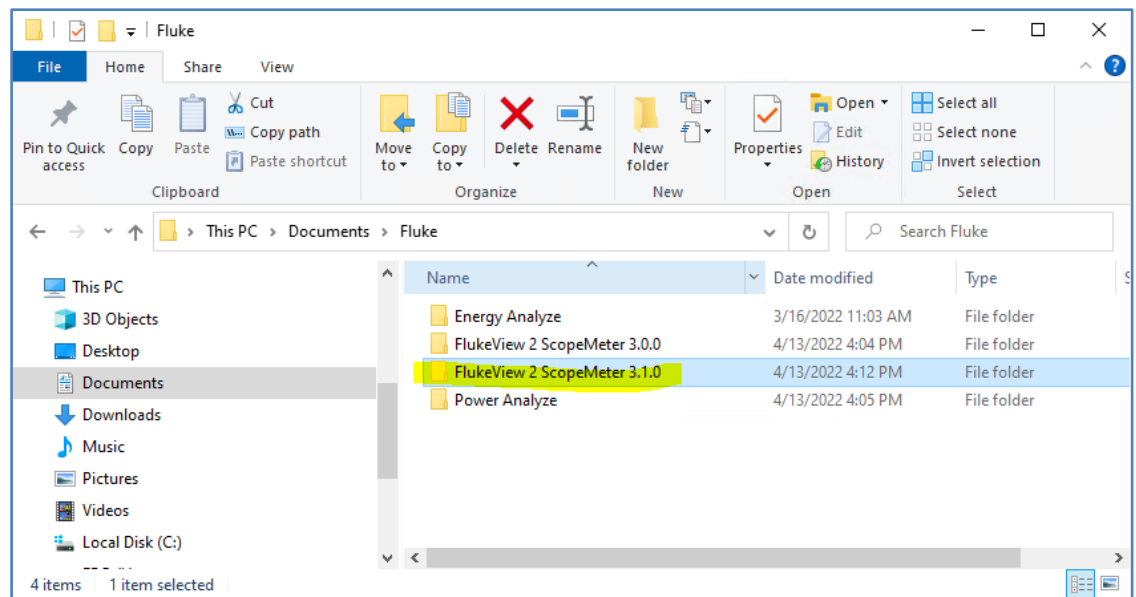 Fluke
File Home Share View
Pin to Quick access
Copy
Paste
Cut
Copy path
Paste shortcut
Clipboard
Move to
Copy to
Delete
Rename
Organize
New folder
New
Properties
Open
Edit
History
Open
Select all
Select none
Invert selection
Select
This PC > Documents > Fluke
Search Fluke
This PC
3D Objects
Desktop
Documents
Downloads
Music
Pictures
Videos
Local Disk (C:)
Name Date modified Type
Energy Analyze 3/16/2022 11:03 AM File folder
FlukeView 2 ScopeMeter 3.0.0 4/13/2022 4:04 PM File folder
FlukeView 2 ScopeMeter 3.1.0 4/13/2022 4:12 PM File folder
Power Analyze 4/13/2022 4:05 PM File folder
4 items 1 item selected